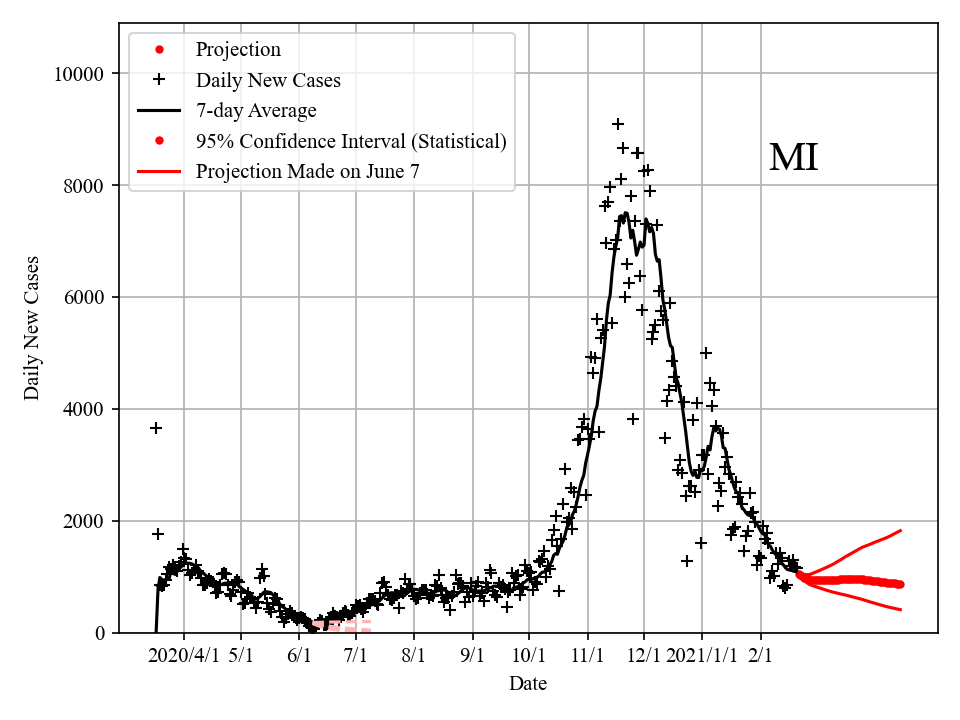 Projection
Daily New Cases
7-day Average
95% Confidence Interval (Statistical)
Projection Made on June 7
MI
10000
8000
6000
4000
2000
0
Daily New Cases
2020/4/1 5/1 6/1 7/1 8/1 9/1 10/1 11/1 12/1 2021/1/1 2/1
Date